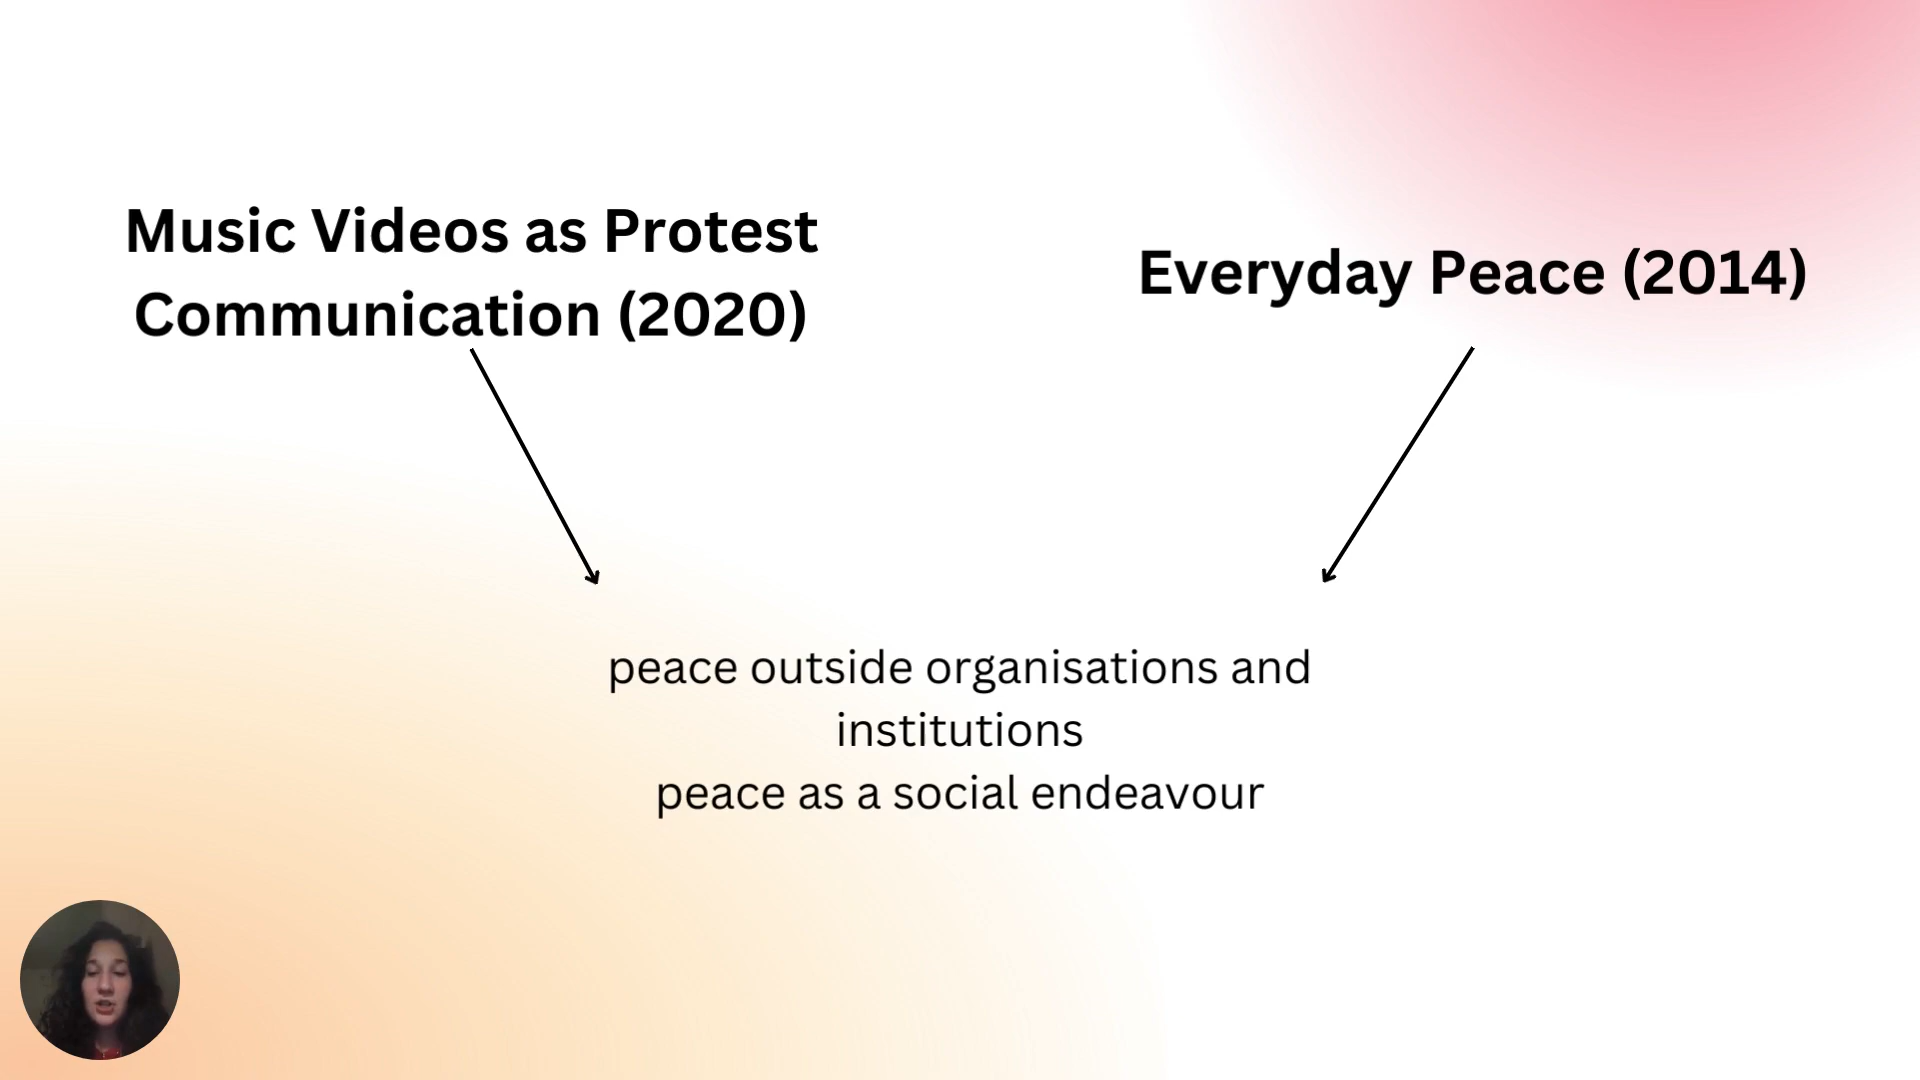 Music Videos as Protest
Communication (2020)
Everyday Peace (2014)
peace outside organisations and
institutions
peace as a social endeavour